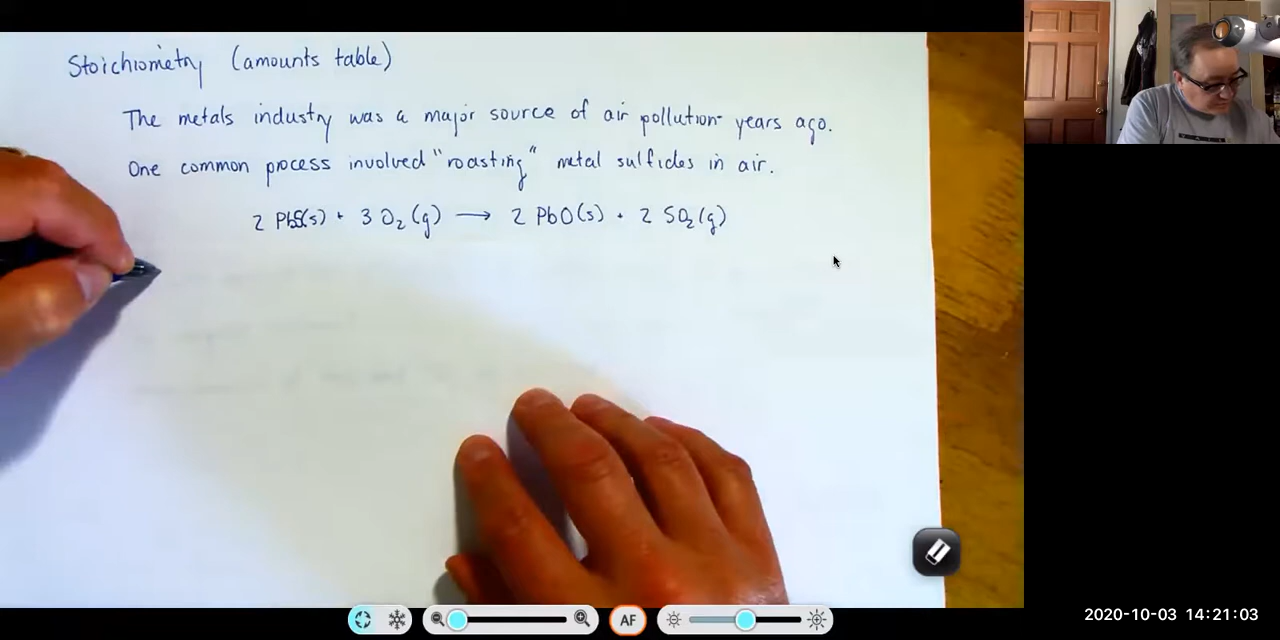 Stoichiometry (amounts table)
The metals industry was a major source of air pollution years ago.
One common process involved "roasting" metal sulfides in air.
2 PbS(s) + 3 O₂(g) → 2 PbO(s) + 2 SO₂(g)
AF
2020-10-03 14:21:03